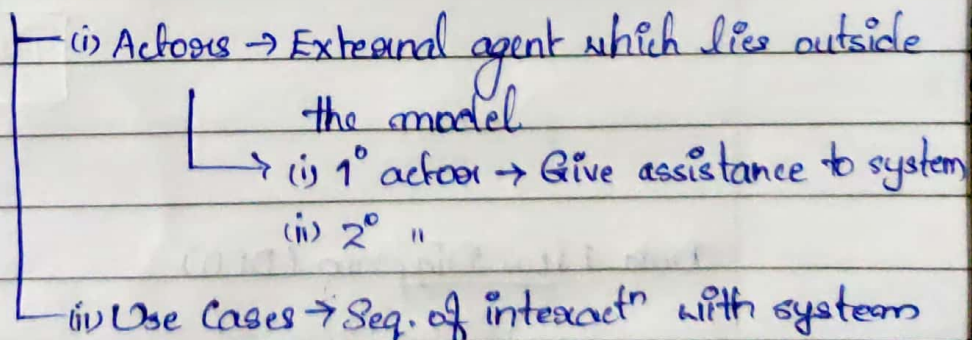 (i) Actors → External agent which lies outside
the model
→ (i) 1° actor → Give assistance to system
(ii) 2° "
(ii) Use Cases → Seq. of interactⁿ with system